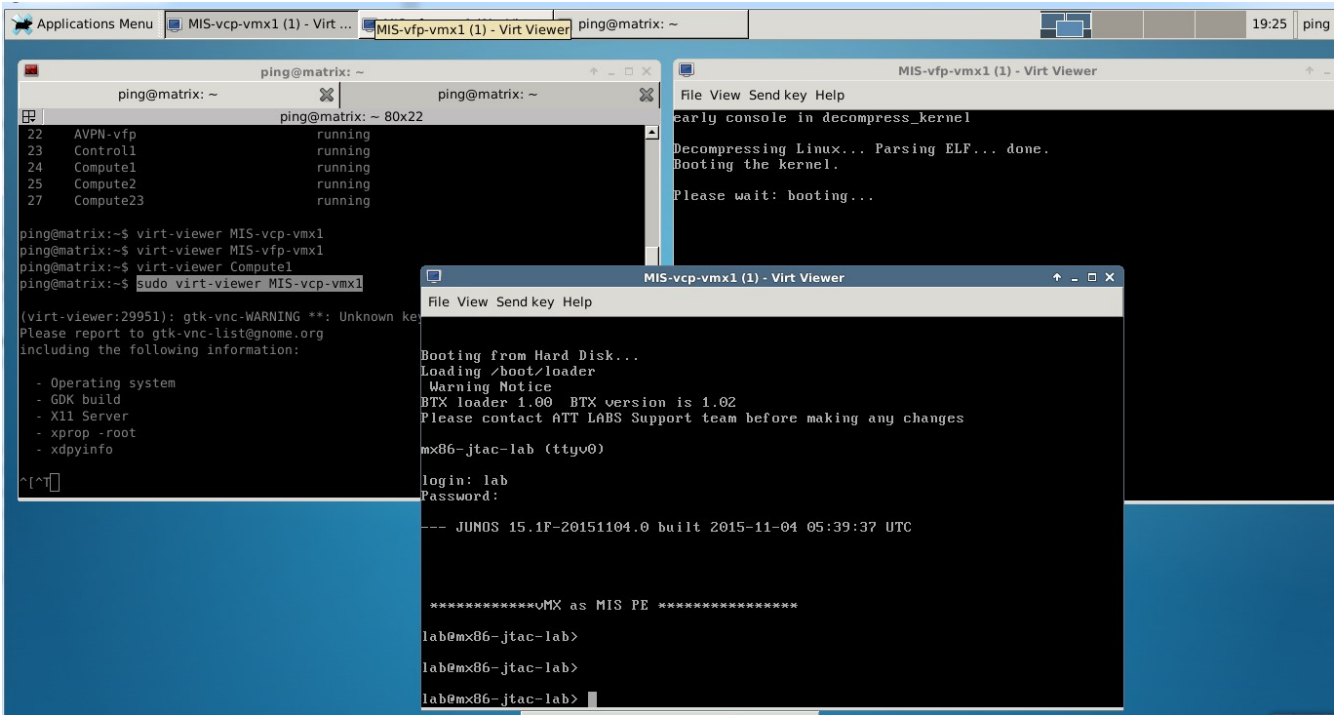 Applications Menu
MIS-vcp-vmx1 (1) - Virt ...
MIS-vfp-vmx1 (1) - Virt Viewer
ping@matrix: ~
19:25
ping
ping@matrix: ~
ping@matrix: ~
ping@matrix: ~
ping@matrix: ~ 80x22
22 AVPN-vfp running
23 Control1 running
24 Compute1 running
25 Compute2 running
27 Compute23 running
ping@matrix:~$ virt-viewer MIS-vcp-vmx1
ping@matrix:~$ virt-viewer MIS-vfp-vmx1
ping@matrix:~$ virt-viewer Compute1
ping@matrix:~$ sudo virt-viewer MIS-vcp-vmx1
(virt-viewer:29951): gtk-vnc-WARNING **: Unknown key
Please report to gtk-vnc-list@gnome.org
including the following information:
- Operating system
- GDK build
- X11 Server
- xprop -root
- xdpyinfo
^[^T
MIS-vfp-vmx1 (1) - Virt Viewer
File View Send key Help
early console in decompress_kernel
Decompressing Linux... Parsing ELF... done.
Booting the kernel.
Please wait: booting...
MIS-vcp-vmx1 (1) - Virt Viewer
File View Send key Help
Booting from Hard Disk...
Loading /boot/loader
Warning Notice
BTX loader 1.00 BTX version is 1.02
Please contact ATT LABS Support team before making any changes
mx86-jtac-lab (ttyv0)
login: lab
Password:
--- JUNOS 15.1F-20151104.0 built 2015-11-04 05:39:37 UTC
************vMX as MIS PE ****************
lab@mx86-jtac-lab>
lab@mx86-jtac-lab>
lab@mx86-jtac-lab>